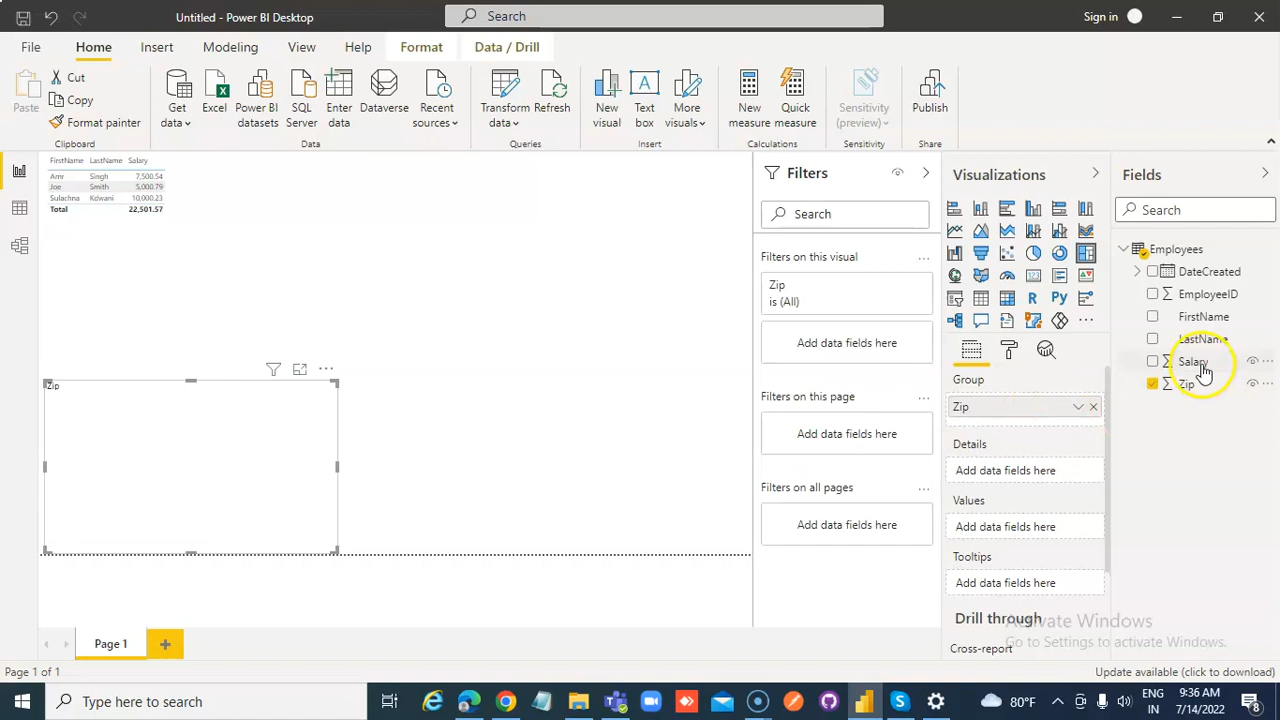 Untitled - Power BI Desktop
Search
Sign in
File
Home
Insert
Modeling
View
Help
Format
Data / Drill
Paste
Cut
Copy
Format painter
Clipboard
Get data
Excel
Power BI datasets
SQL Server
Enter data
Dataverse
Recent sources
Data
Transform data
Refresh
Queries
New visual
Text box
More visuals
Insert
New measure
Quick measure
Calculations
Sensitivity (preview)
Sensitivity
Publish
Share
FirstName LastName Salary
Amr Singh 7,500.54
Joe Smith 5,000.79
Sulachna Kdwani 10,000.23
Total 22,501.57
Zip
Filters
Search
Filters on this visual
Zip
is (All)
Add data fields here
Filters on this page
Add data fields here
Filters on all pages
Add data fields here
Visualizations
R
Py
Group
Zip
Details
Add data fields here
Values
Add data fields here
Tooltips
Add data fields here
Drill through
Cross-report
Fields
Search
Employees
DateCreated
EmployeeID
FirstName
LastName
Salary
Zip
Activate Windows
Go to Settings to activate Windows.
Page 1
Page 1 of 1
Update available (click to download)
Type here to search
80°F
ENG
IN
9:36 AM
7/14/2022
8